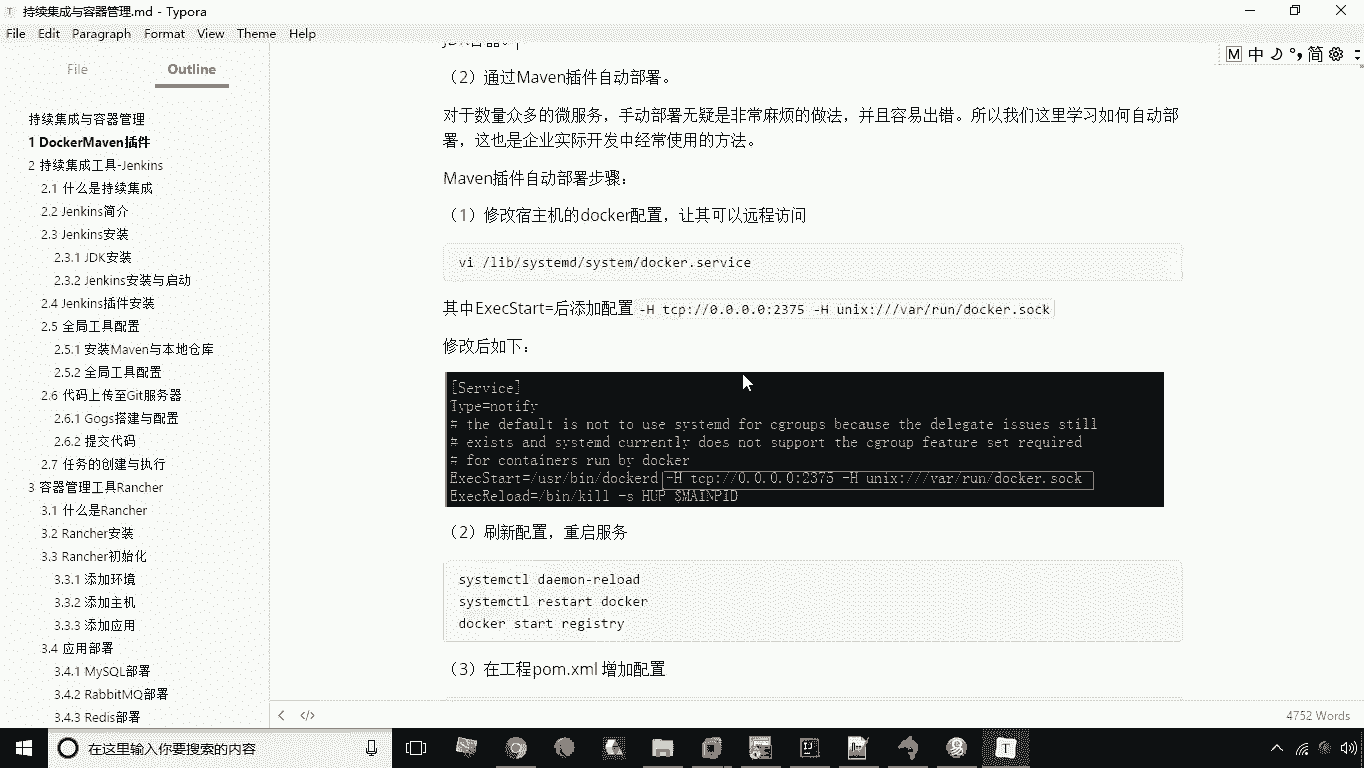 持续集成与容器管理.md - Typora
File Edit Paragraph Format View Theme Help
File
Outline
持续集成与容器管理
1 DockerMaven插件
2 持续集成工具-Jenkins
2.1 什么是持续集成
2.2 Jenkins简介
2.3 Jenkins安装
2.3.1 JDK安装
2.3.2 Jenkins安装与启动
2.4 Jenkins插件安装
2.5 全局工具配置
2.5.1 安装Maven与本地仓库
2.5.2 全局工具配置
2.6 代码上传至Git服务器
2.6.1 Gogs搭建与配置
2.6.2 提交代码
2.7 任务的创建与执行
3 容器管理工具Rancher
3.1 什么是Rancher
3.2 Rancher安装
3.3 Rancher初始化
3.3.1 添加环境
3.3.2 添加主机
3.3.3 添加应用
3.4 应用部署
3.4.1 MySQL部署
3.4.2 RabbitMQ部署
3.4.3 Redis部署
M 中 简
（2）通过Maven插件自动部署。
对于数量众多的微服务，手动部署无疑是非常麻烦的做法，并且容易出错。所以我们这里学习如何自动部
署，这也是企业实际开发中经常使用的方法。
Maven插件自动部署步骤：
（1）修改宿主机的docker配置，让其可以远程访问
vi /lib/systemd/system/docker.service
其中ExecStart=后添加配置 -H tcp://0.0.0.0:2375 -H unix:///var/run/docker.sock
修改后如下：
[Service]
Type=notify
# the default is not to use systemd for cgroups because the delegate issues still
# exists and systemd currently does not support the cgroup feature set required
# for containers run by docker
ExecStart=/usr/bin/dockerd -H tcp://0.0.0.0:2375 -H unix:///var/run/docker.sock
ExecReload=/bin/kill -s HUP $MAINPID
（2）刷新配置，重启服务
systemctl daemon-reload
systemctl restart docker
docker start registry
（3）在工程pom.xml 增加配置
4752 Words
在这里输入你要搜索的内容